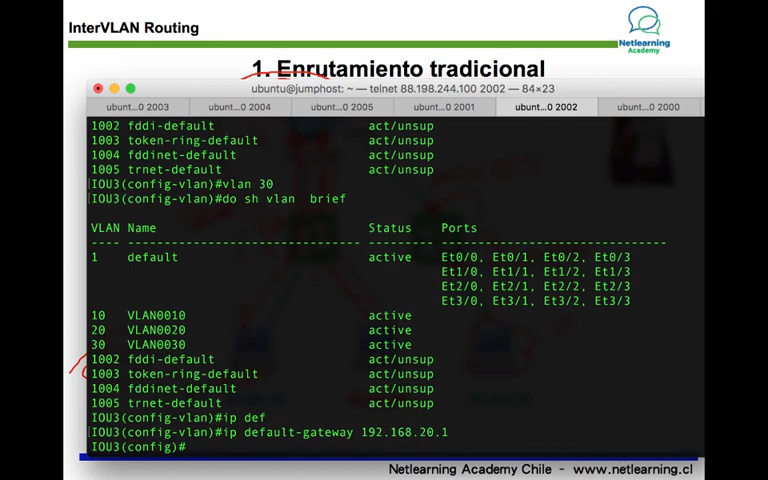 InterVLAN Routing
Netlearning
Academy
1. Enrutamiento tradicional
ubuntu@jumphost: ~ — telnet 88.198.244.100 2002 — 84×23
ubunt...0 2003 ubunt...0 2004 ubunt...0 2005 ubunt...0 2001 ubunt...0 2002 ubunt...0 2000
1002 fddi-default act/unsup
1003 token-ring-default act/unsup
1004 fddinet-default act/unsup
1005 trnet-default act/unsup
IOU3(config-vlan)#vlan 30
IOU3(config-vlan)#do sh vlan  brief
VLAN Name Status Ports
---- -------------------------------- --------- -------------------------------
1 default active Et0/0, Et0/1, Et0/2, Et0/3
Et1/0, Et1/1, Et1/2, Et1/3
Et2/0, Et2/1, Et2/2, Et2/3
Et3/0, Et3/1, Et3/2, Et3/3
10 VLAN0010 active
20 VLAN0020 active
30 VLAN0030 active
1002 fddi-default act/unsup
1003 token-ring-default act/unsup
1004 fddinet-default act/unsup
1005 trnet-default act/unsup
IOU3(config-vlan)#ip def
IOU3(config-vlan)#ip default-gateway 192.168.20.1
IOU3(config)#
Netlearning Academy Chile - www.netlearning.cl